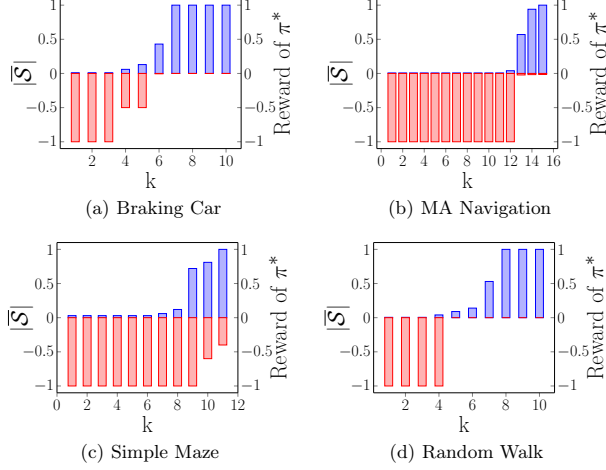 1
0.5
0
−0.5
−1
|S̅|
1
0.5
0
−0.5
−1
Reward of π*
2 4 6 8 10
k
(a) Braking Car
1
0.5
0
−0.5
−1
|S̅|
1
0.5
0
−0.5
−1
Reward of π*
0 2 4 6 8 10 12 14 16
k
(b) MA Navigation
1
0.5
0
−0.5
−1
|S̅|
1
0.5
0
−0.5
−1
Reward of π*
0 2 4 6 8 10 12
k
(c) Simple Maze
1
0.5
0
−0.5
−1
|S̅|
1
0.5
0
−0.5
−1
Reward of π*
2 4 6 8 10
k
(d) Random Walk